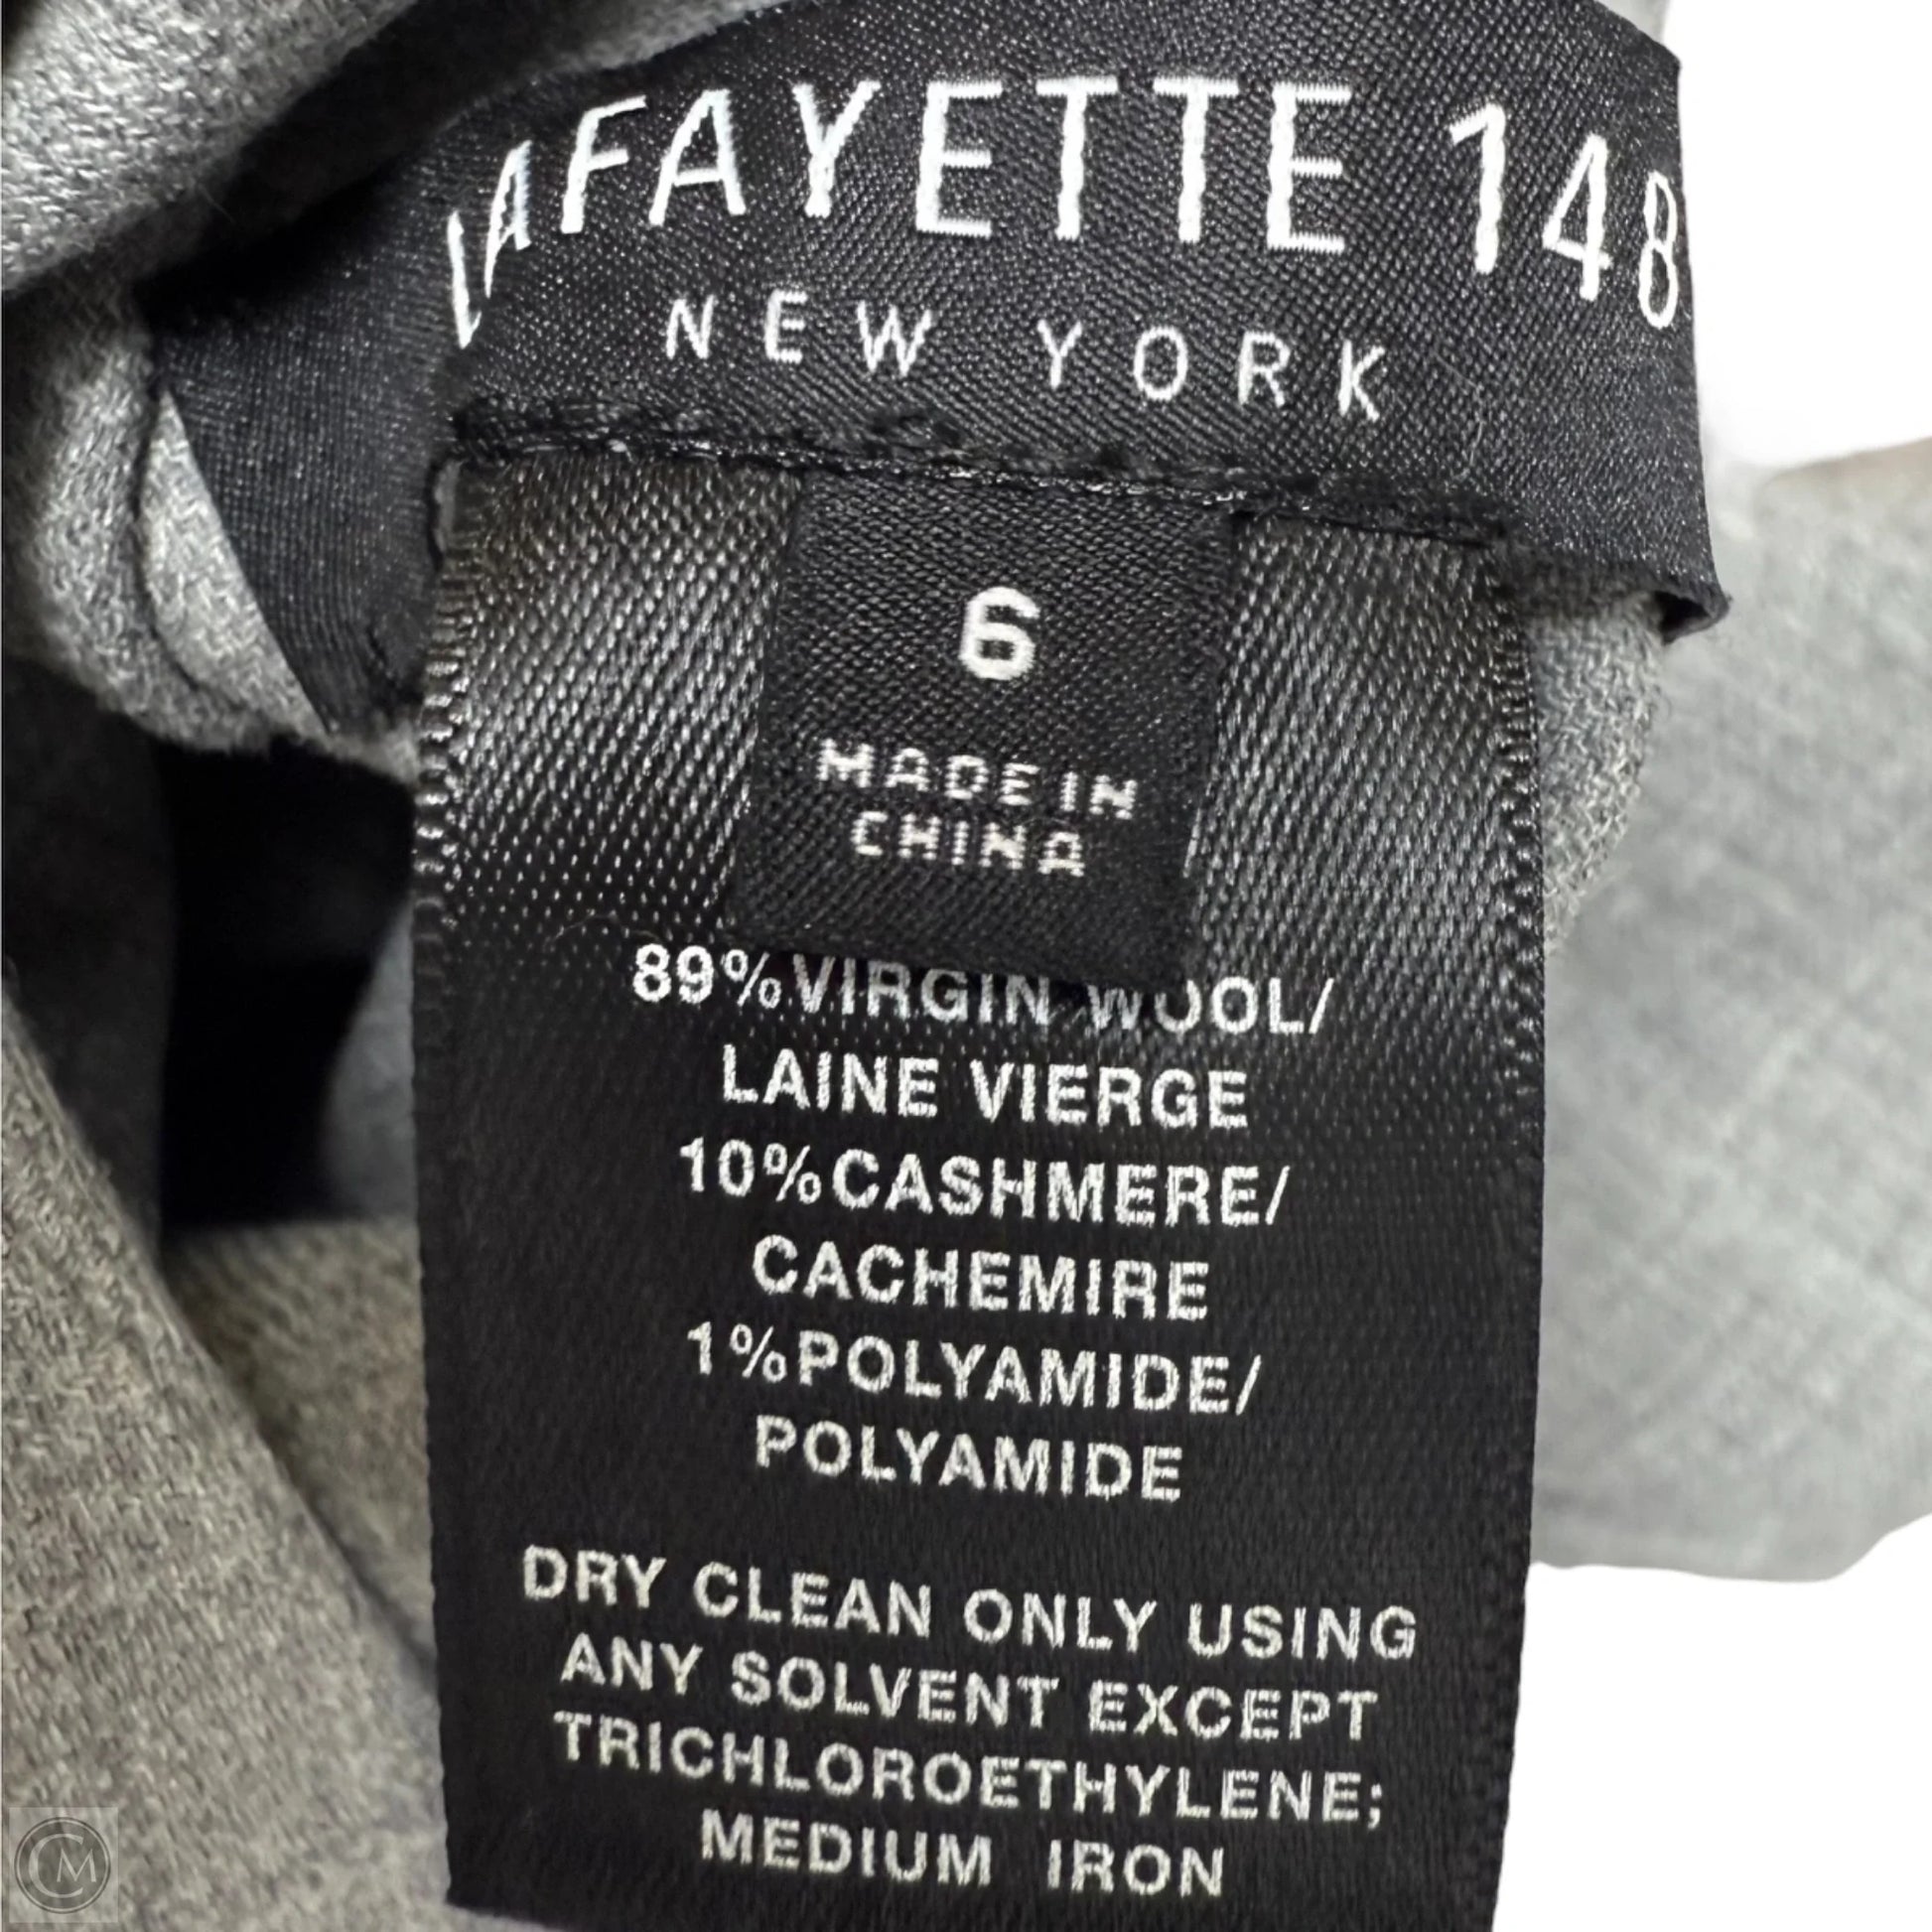 LAFAYETTE 148
NEW YORK
6
MADE IN
CHINA
89%VIRGIN WOOL/
LAINE VIERGE
10%CASHMERE/
CACHEMIRE
1%POLYAMIDE/
POLYAMIDE
DRY CLEAN ONLY USING
ANY SOLVENT EXCEPT
TRICHLOROETHYLENE;
MEDIUM IRON
CM